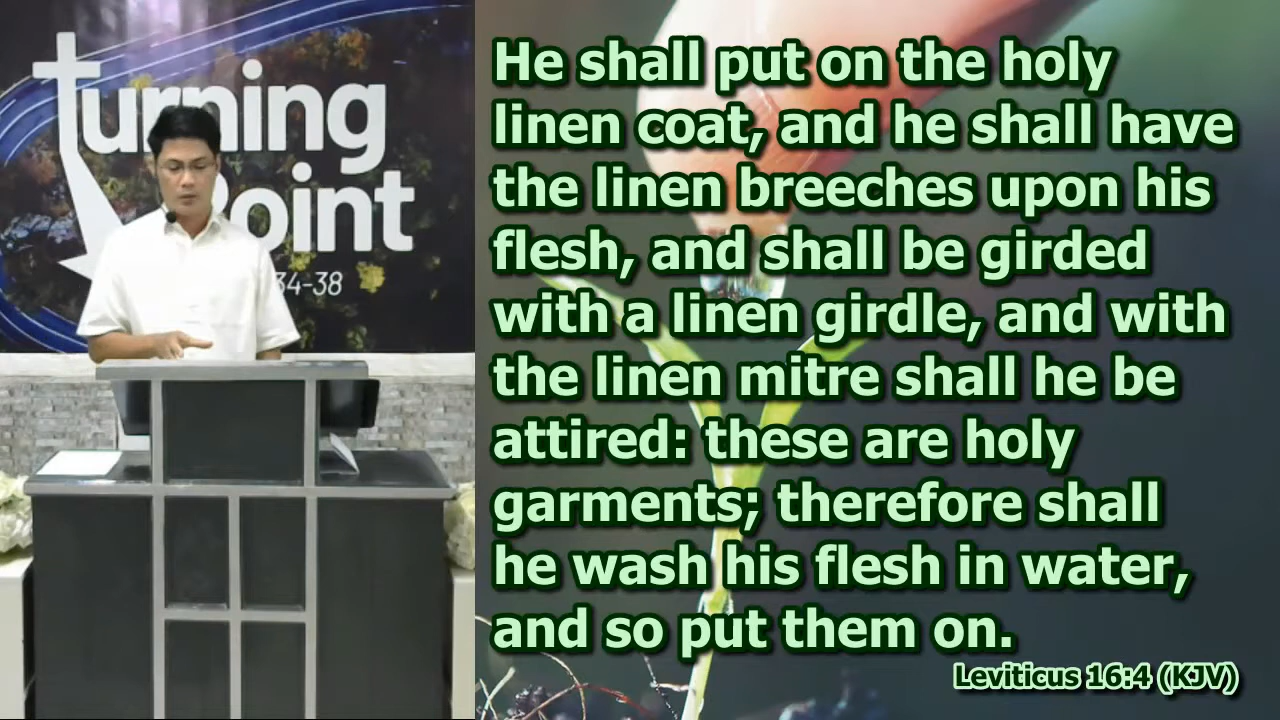 turning
Point
34-38
He shall put on the holy
linen coat, and he shall have
the linen breeches upon his
flesh, and shall be girded
with a linen girdle, and with
the linen mitre shall he be
attired: these are holy
garments; therefore shall
he wash his flesh in water,
and so put them on.
Leviticus 16:4 (KJV)